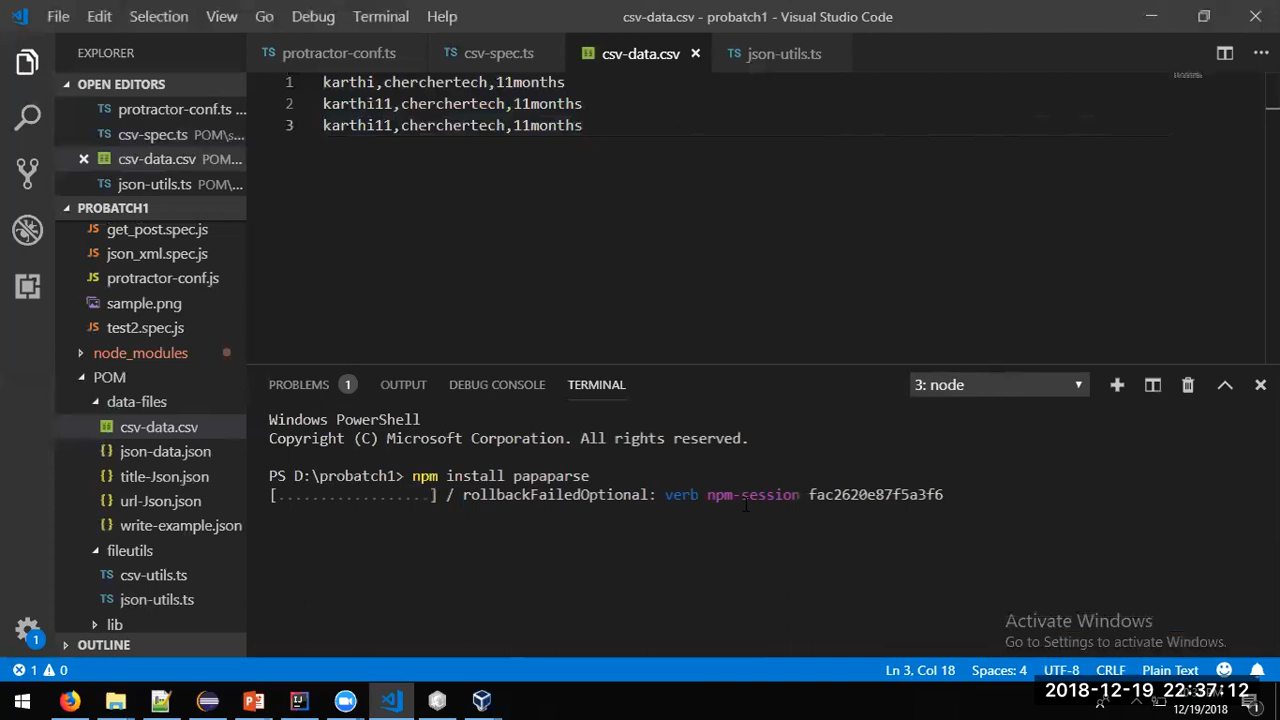 File Edit Selection View Go Debug Terminal Help
csv-data.csv - probatch1 - Visual Studio Code
EXPLORER
OPEN EDITORS
protractor-conf.ts ...
csv-spec.ts POM\s...
csv-data.csv POM...
json-utils.ts POM\...
PROBATCH1
get_post.spec.js
json_xml.spec.js
protractor-conf.js
sample.png
test2.spec.js
node_modules
POM
data-files
csv-data.csv
json-data.json
title-Json.json
url-Json.json
write-example.json
fileutils
csv-utils.ts
json-utils.ts
lib
OUTLINE
protractor-conf.ts csv-spec.ts csv-data.csv json-utils.ts
1 karthi,cherchertech,11months
2 karthi11,cherchertech,11months
3 karthi11,cherchertech,11months
PROBLEMS 1 OUTPUT DEBUG CONSOLE TERMINAL 3: node
Windows PowerShell
Copyright (C) Microsoft Corporation. All rights reserved.
PS D:\probatch1> npm install papaparse
[..................] / rollbackFailedOptional: verb npm-session fac2620e87f5a3f6
Activate Windows
Go to Settings to activate Windows.
1
1 0 Ln 3, Col 18 Spaces: 4 UTF-8 CRLF Plain Text
2018-12-19 22:37:12
12/19/2018